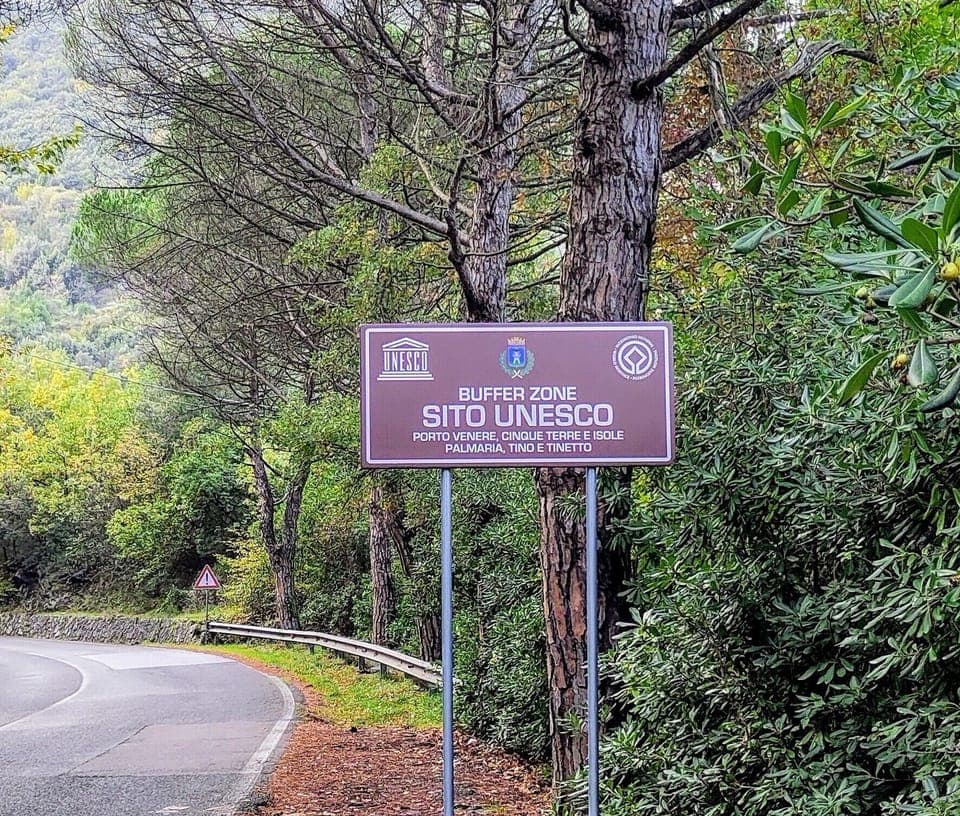 UNESCO
BUFFER ZONE
SITO UNESCO
PORTO VENERE, CINQUE TERRE E ISOLE
PALMARIA, TINO E TINETTO